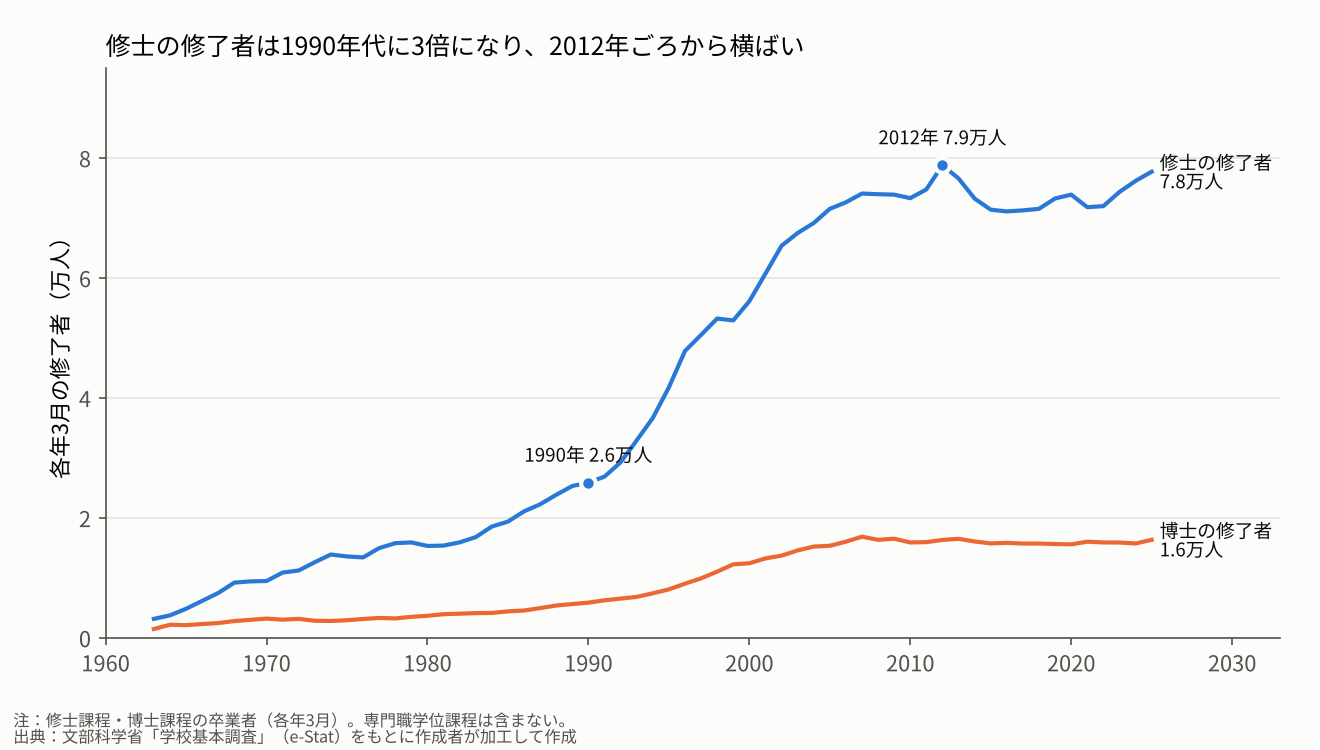 修士の修了者は1990年代に3倍になり、2012年ごろから横ばい
各年3月の修了者（万人）
8
6
4
2
0
1960
1970
1980
1990
2000
2010
2020
2030
1990年 2.6万人
2012年 7.9万人
修士の修了者
7.8万人
博士の修了者
1.6万人
注：修士課程・博士課程の卒業者（各年3月）。専門職学位課程は含まない。
出典：文部科学省「学校基本調査」（e-Stat）をもとに作成者が加工して作成